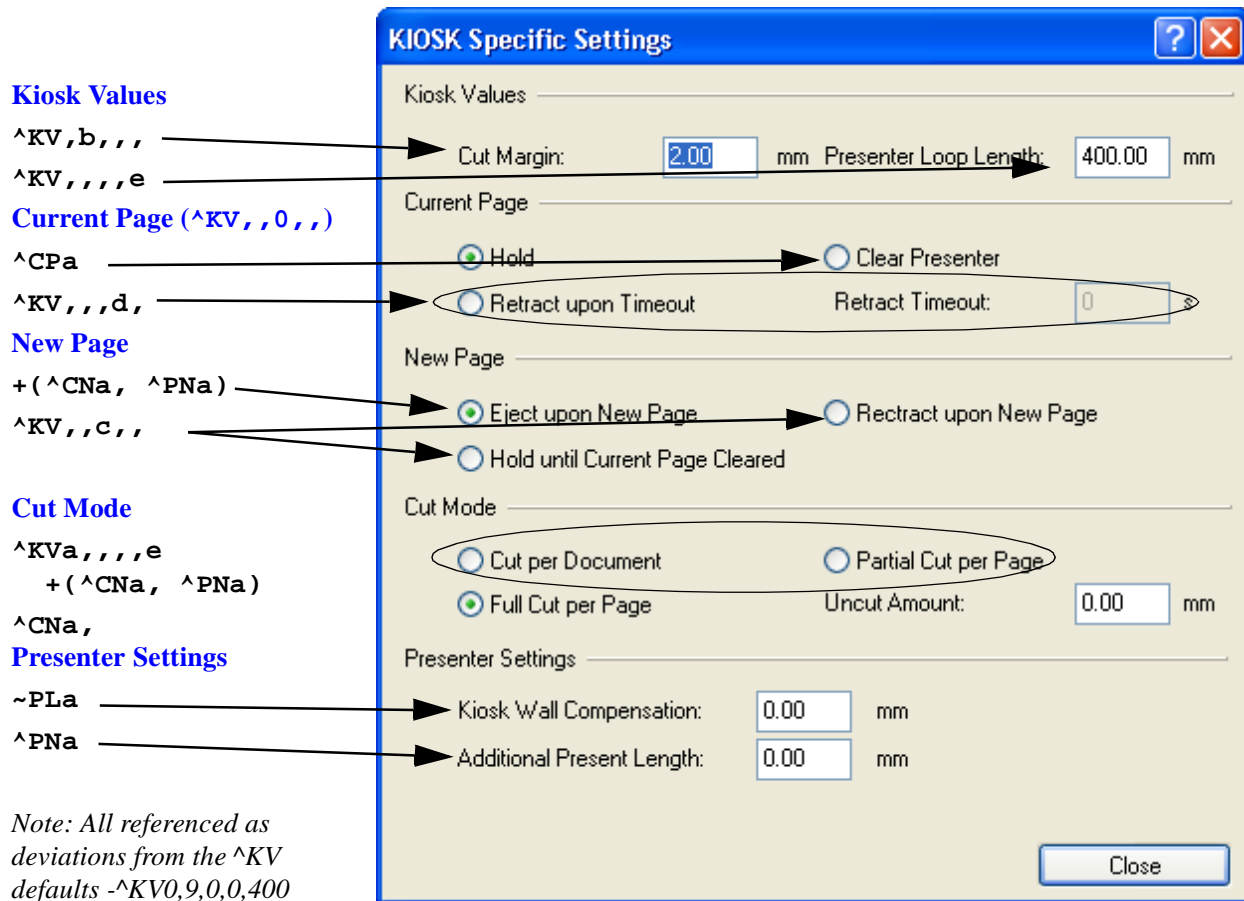 KIOSK Specific Settings
?
Kiosk Values
^KV,b,,,
^KV,,,,e
Current Page (^KV,,0,,)
^CPa
^KV,,,d,
New Page
+(^CNa, ^PNa)
^KV,,c,,
Cut Mode
^KVa,,,,e
+(^CNa, ^PNa)
^CNa,
Presenter Settings
~PLa
^PNa
Note: All referenced as
deviations from the ^KV
defaults -^KV0,9,0,0,400
Kiosk Values
Cut Margin: 2.00 mm Presenter Loop Length: 400.00 mm
Current Page
Hold Clear Presenter
Retract upon Timeout Retract Timeout: 0 s
New Page
Eject upon New Page Rectract upon New Page
Hold until Current Page Cleared
Cut Mode
Cut per Document Partial Cut per Page
Full Cut per Page Uncut Amount: 0.00 mm
Presenter Settings
Kiosk Wall Compensation: 0.00 mm
Additional Present Length: 0.00 mm
Close